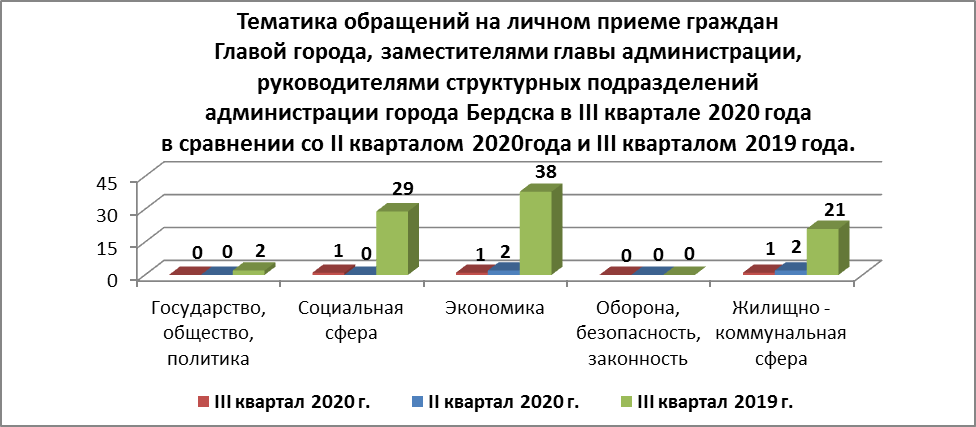 Тематика обращений на личном приеме граждан
Главой города, заместителями главы администрации,
руководителями структурных подразделений
администрации города Бердска в III квартале 2020 года
в сравнении со II кварталом 2020года и III кварталом 2019 года.
45
30
15
0
0 0 2
1 0 29
1 2 38
0 0 0
1 2 21
Государство,
общество,
политика
Социальная
сфера
Экономика
Оборона,
безопасность,
законность
Жилищно -
коммунальная
сфера
III квартал 2020 г.
II квартал 2020 г.
III квартал 2019 г.